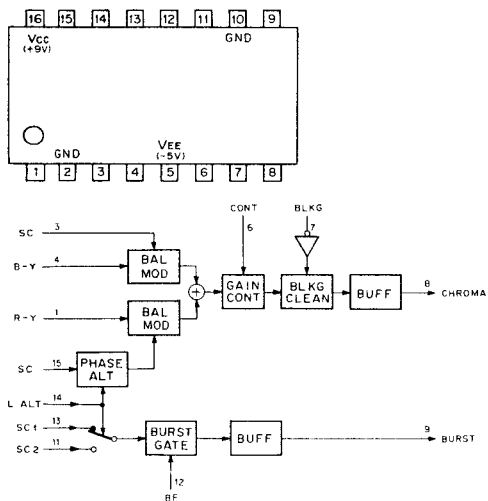 16 15 14 13 12 11 10 9
VCC GND
(+9V)
GND VEE
(-5V)
1 2 3 4 5 6 7 8
CONT BLKG
SC 3 6 7
B-Y 4 BAL MOD
GAIN CONT BLKG CLEAN BUFF 8 CHROMA
R-Y 1 BAL MOD
SC 15 PHASE ALT
L ALT 14
SC1 13
SC2 11 BURST GATE BUFF 9 BURST
12
BF